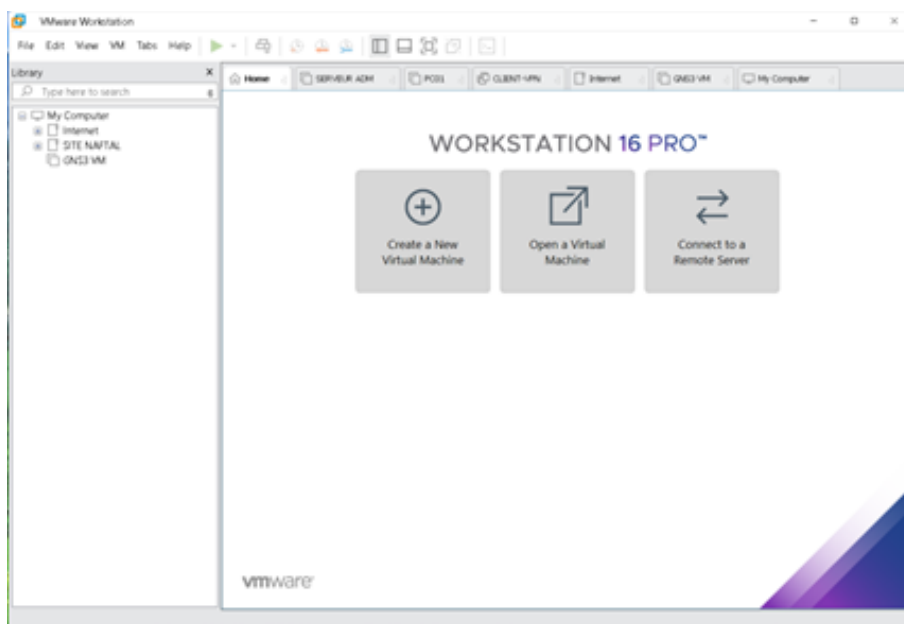 VMware Workstation
File Edit View VM Tabs Help
Library
Type here to search
My Computer
Internet
SITE NAFTAL
GNS3 VM
Home SERVEUR ADM PC01 CLIENT-VPN Internet GNS3 VM My Computer
WORKSTATION 16 PRO™
Create a New
Virtual Machine
Open a Virtual
Machine
Connect to a
Remote Server
vmware